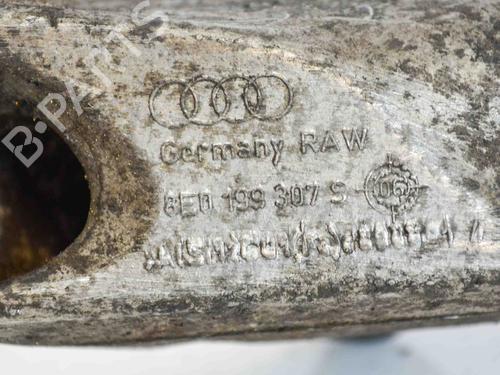 B-PARTS
Germany RAW
8E0 199 307 S 06